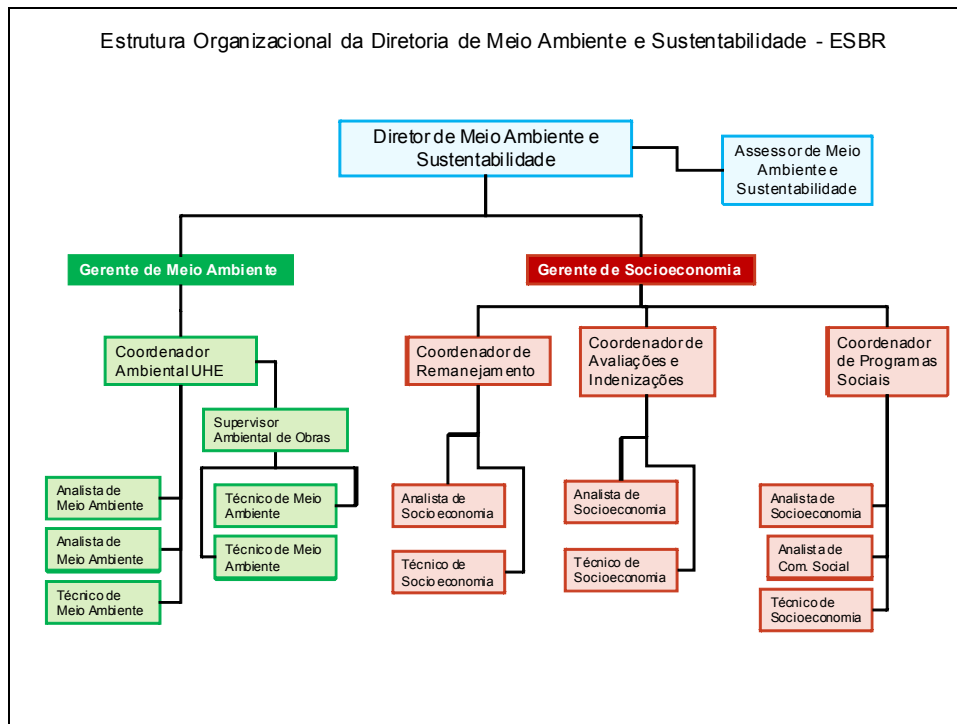 Estrutura Organizacional da Diretoria de Meio Ambiente e Sustentabilidade - ESBR
Diretor de Meio Ambiente e
Sustentabilidade
Assessor de Meio
Ambiente e
Sustentabilidade
Gerente de Meio Ambiente
Gerente de Socioeconomia
Coordenador
Ambiental UHE
Coordenador de
Remanejamento
Coordenador de
Avaliações e
Indenizações
Coordenador
de Programas
Sociais
Supervisor
Ambiental de Obras
Analista de
Meio Ambiente
Técnico de Meio
Ambiente
Analista de
Socioeconomia
Analista de
Socioeconomia
Analista de
Socioeconomia
Analista de
Meio Ambiente
Técnico de Meio
Ambiente
Técnico de
Socioeconomia
Técnico de
Socioeconomia
Analista de
Com. Social
Técnico de
Meio Ambiente
Técnico de
Socioeconomia